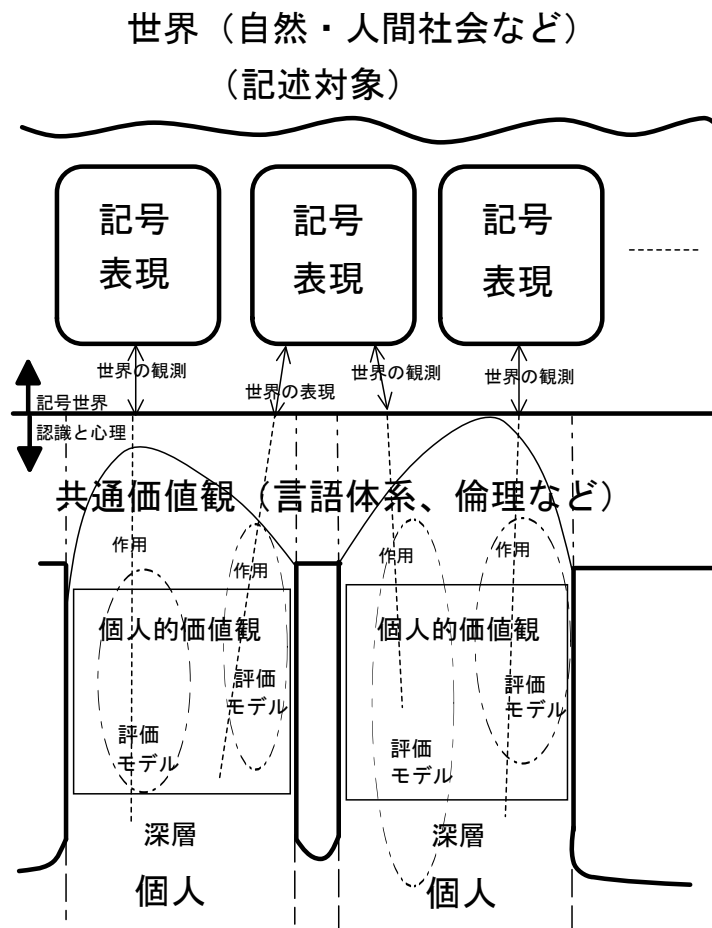 世界（自然・人間社会など）
（記述対象）
記号
表現
記号
表現
記号
表現
世界の観測
世界の表現
世界の観測
世界の観測
記号世界
認識と心理
共通価値観（言語体系、倫理など）
作用
作用
作用
作用
個人的価値観
個人的価値観
評価
モデル
評価
モデル
評価
モデル
評価
モデル
深層
深層
個人
個人